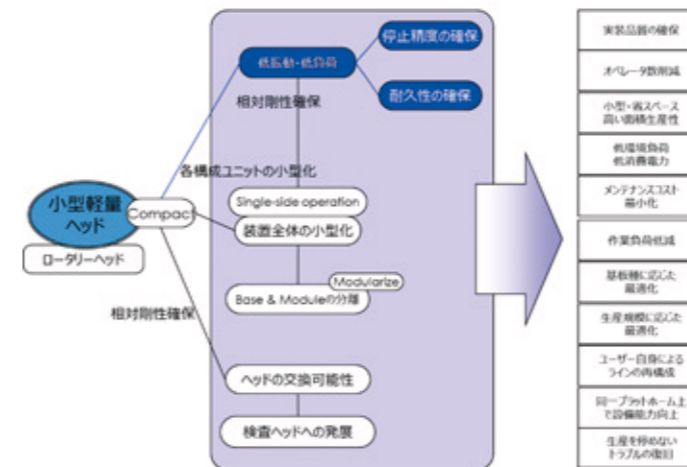 停止精度の確保
低振動・低負荷
耐久性の確保
相対剛性確保
各構成ユニットの小型化
小型軽量
ヘッド
Compact
ロータリーヘッド
Single-side operation
装置全体の小型化
Modularize
Base & Moduleの分離
相対剛性確保
ヘッドの交換可能性
検査ヘッドへの発展
実装品質の確保
オペレータ数削減
小型・省スペース
高い面積生産性
低環境負荷
低消費電力
メンテナンスコスト
最小化
作業負荷低減
基板種に応じた
最適化
生産規模に応じた
最適化
ユーザー自身による
ラインの再構成
同一プラットホーム上
で設備能力向上
生産を停めない
トラブルの復旧